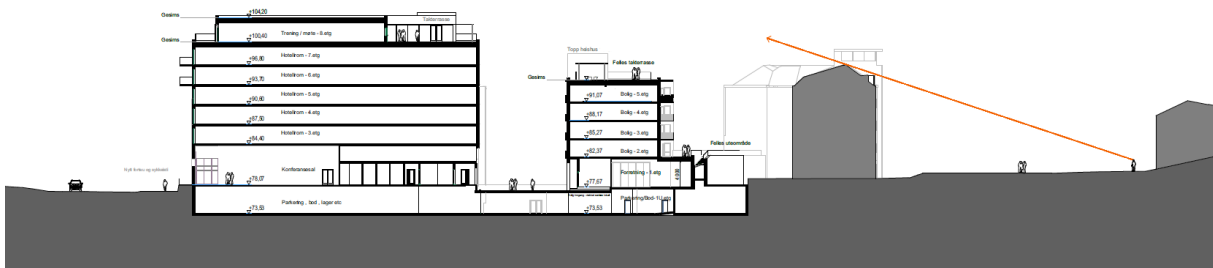 Gesims
+104,20
Takterrasse
Trening / møte - 8.etg
Gesims
+100,40
Hotellrom - 7.etg
+96,80
Hotellrom - 6.etg
+93,70
Hotellrom - 5.etg
+90,60
Hotellrom - 4.etg
+87,50
Hotellrom - 3.etg
+84,40
Konferansesal
+78,07
Parkering , bod , lager etc
+73,53
Topp heishus
Felles takterrasse
Gesims
Bolig - 5.etg
+91,07
Bolig - 4.etg
+88,17
Bolig - 3.etg
+85,27
Bolig - 2.etg
+82,37
Felles uteområde
Forretning - 1.etg
+77,67
Parkering/Bod- 1U.etg
+73,53